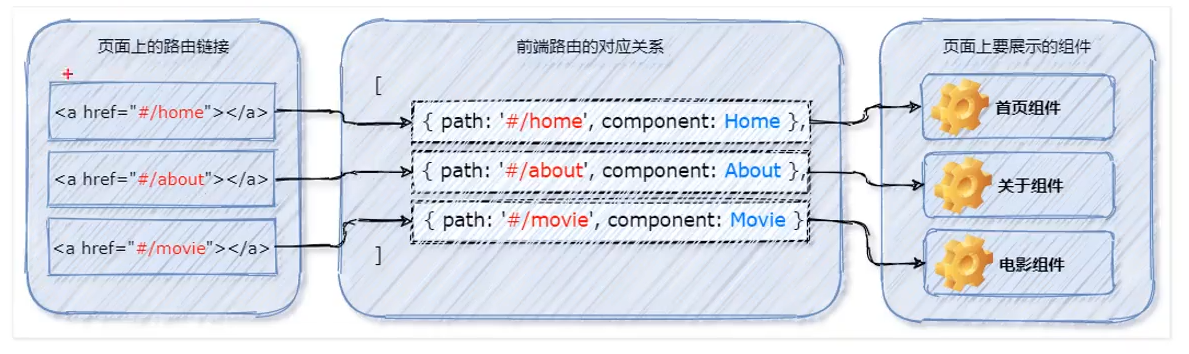 页面上的路由链接
<a href="#/home"></a>
<a href="#/about"></a>
<a href="#/movie"></a>
前端路由的对应关系
[
{ path: '#/home', component: Home },
{ path: '#/about', component: About },
{ path: '#/movie', component: Movie }
]
页面上要展示的组件
首页组件
关于组件
电影组件